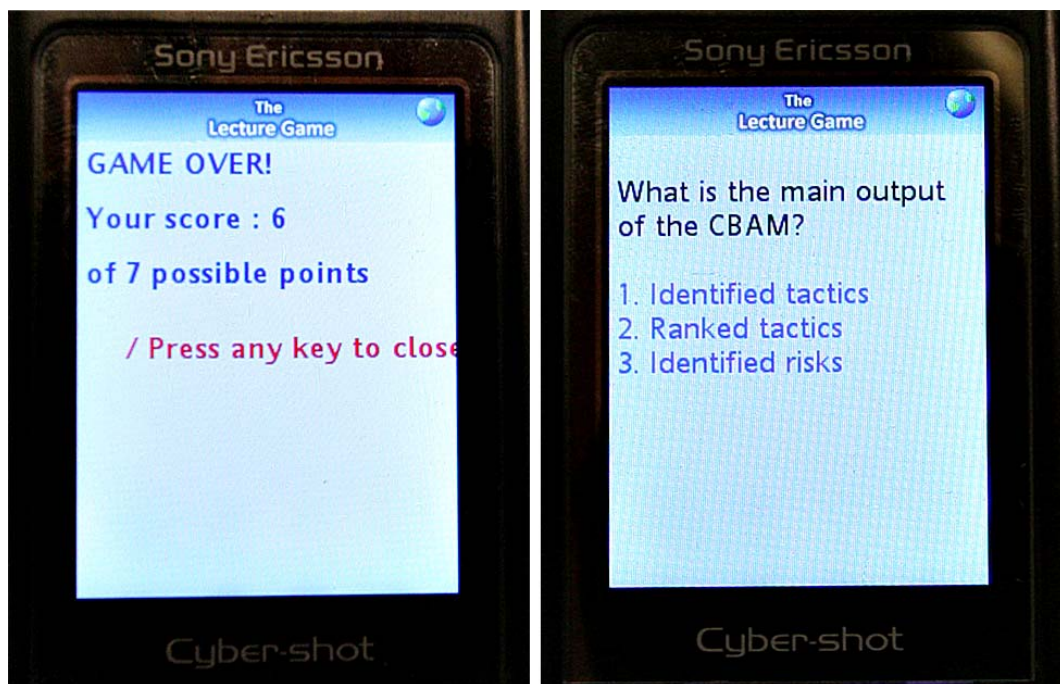 Sony Ericsson
The
Lecture Game
GAME OVER!
Your score : 6
of 7 possible points
/ Press any key to close
Cyber-shot
Sony Ericsson
The
Lecture Game
What is the main output
of the CBAM?
1. Identified tactics
2. Ranked tactics
3. Identified risks
Cyber-shot